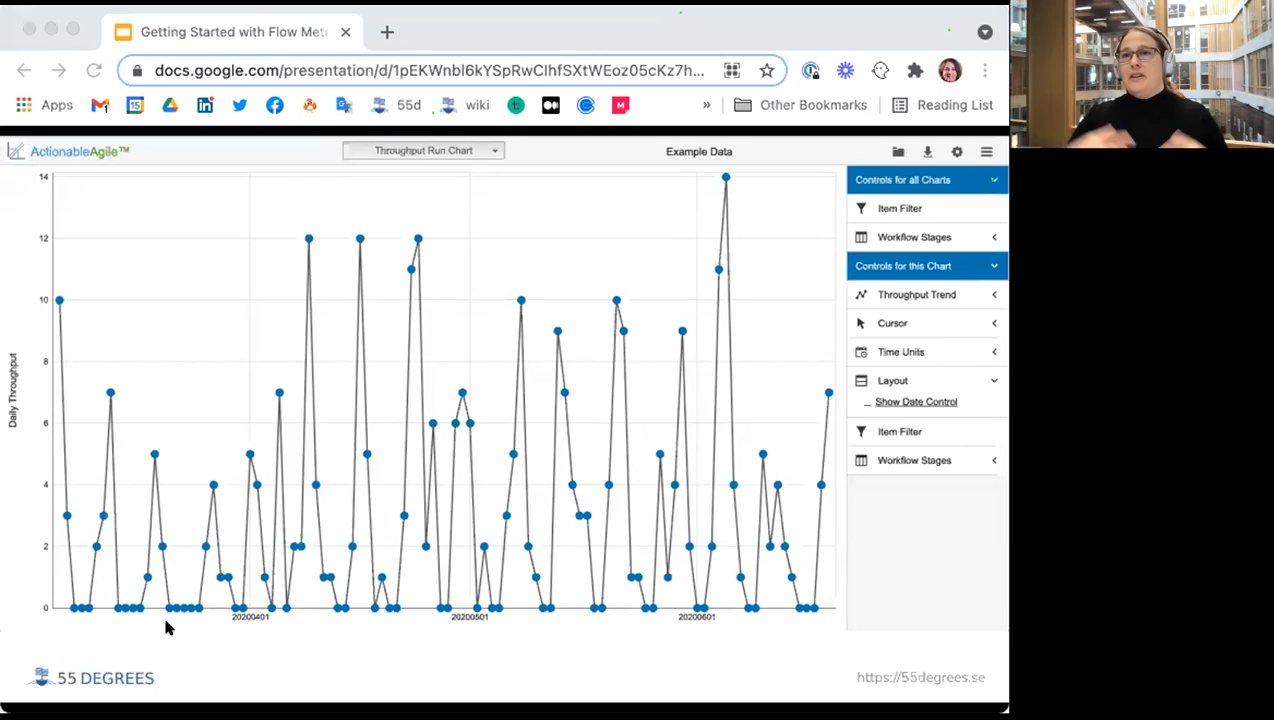 Getting Started with Flow Metr
docs.google.com/presentation/d/1pEKWnbl6kYSpRwClhfSXtWEoz05cKz7h...
Apps
55d
wiki
»
Other Bookmarks
Reading List
ActionableAgile™
Throughput Run Chart
Example Data
Controls for all Charts
Item Filter
Workflow Stages
Controls for this Chart
Throughput Trend
Cursor
Time Units
Layout
_ Show Date Control
Item Filter
Workflow Stages
Daily Throughput
14
12
10
8
6
4
2
0
20200401
20200501
20200601
55 DEGREES
https://55degrees.se